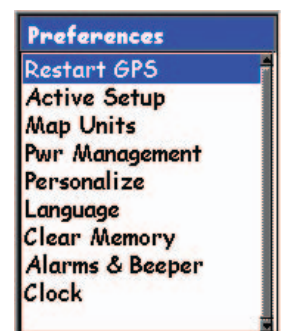 Preferences
Restart GPS
Active Setup
Map Units
Pwr Management
Personalize
Language
Clear Memory
Alarms & Beeper
Clock